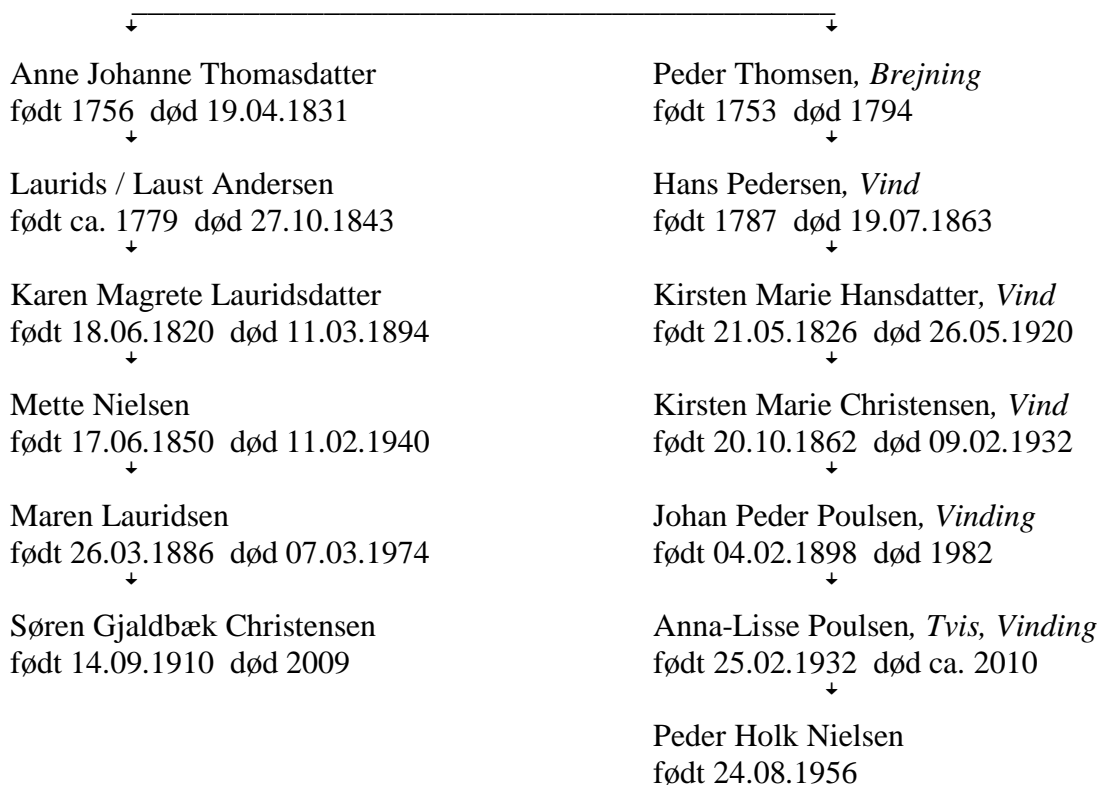 Anne Johanne Thomasdatter
født 1756 død 19.04.1831
Laurids / Laust Andersen
født ca. 1779 død 27.10.1843
Karen Magrete Lauridsdatter
født 18.06.1820 død 11.03.1894
Mette Nielsen
født 17.06.1850 død 11.02.1940
Maren Lauridsen
født 26.03.1886 død 07.03.1974
Søren Gjaldbæk Christensen
født 14.09.1910 død 2009
Peder Thomsen, Brejning
født 1753 død 1794
Hans Pedersen, Vind
født 1787 død 19.07.1863
Kirsten Marie Hansdatter, Vind
født 21.05.1826 død 26.05.1920
Kirsten Marie Christensen, Vind
født 20.10.1862 død 09.02.1932
Johan Peder Poulsen, Vinding
født 04.02.1898 død 1982
Anna-Lisse Poulsen, Tvis, Vinding
født 25.02.1932 død ca. 2010
Peder Holk Nielsen
født 24.08.1956